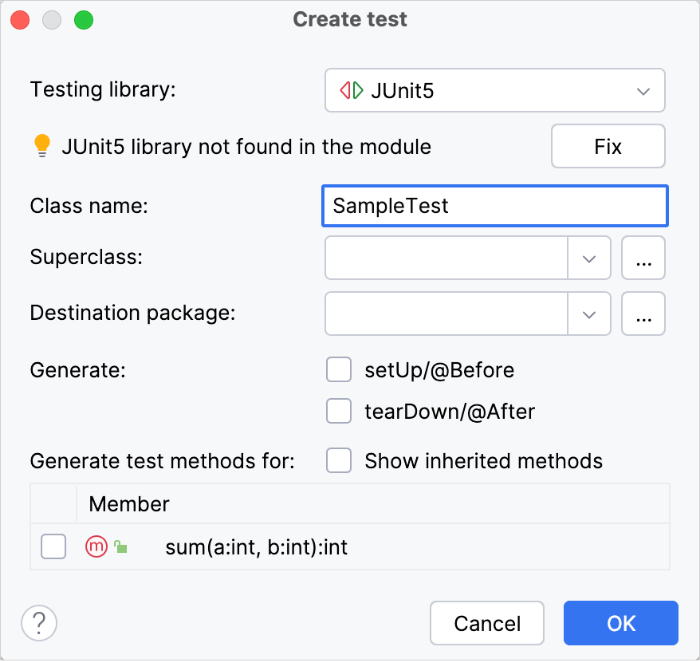 Create test
Testing library: JUnit5
JUnit5 library not found in the module Fix
Class name: SampleTest
Superclass: ...
Destination package: ...
Generate: setUp/@Before
tearDown/@After
Generate test methods for: Show inherited methods
Member
m sum(a:int, b:int):int
? Cancel OK